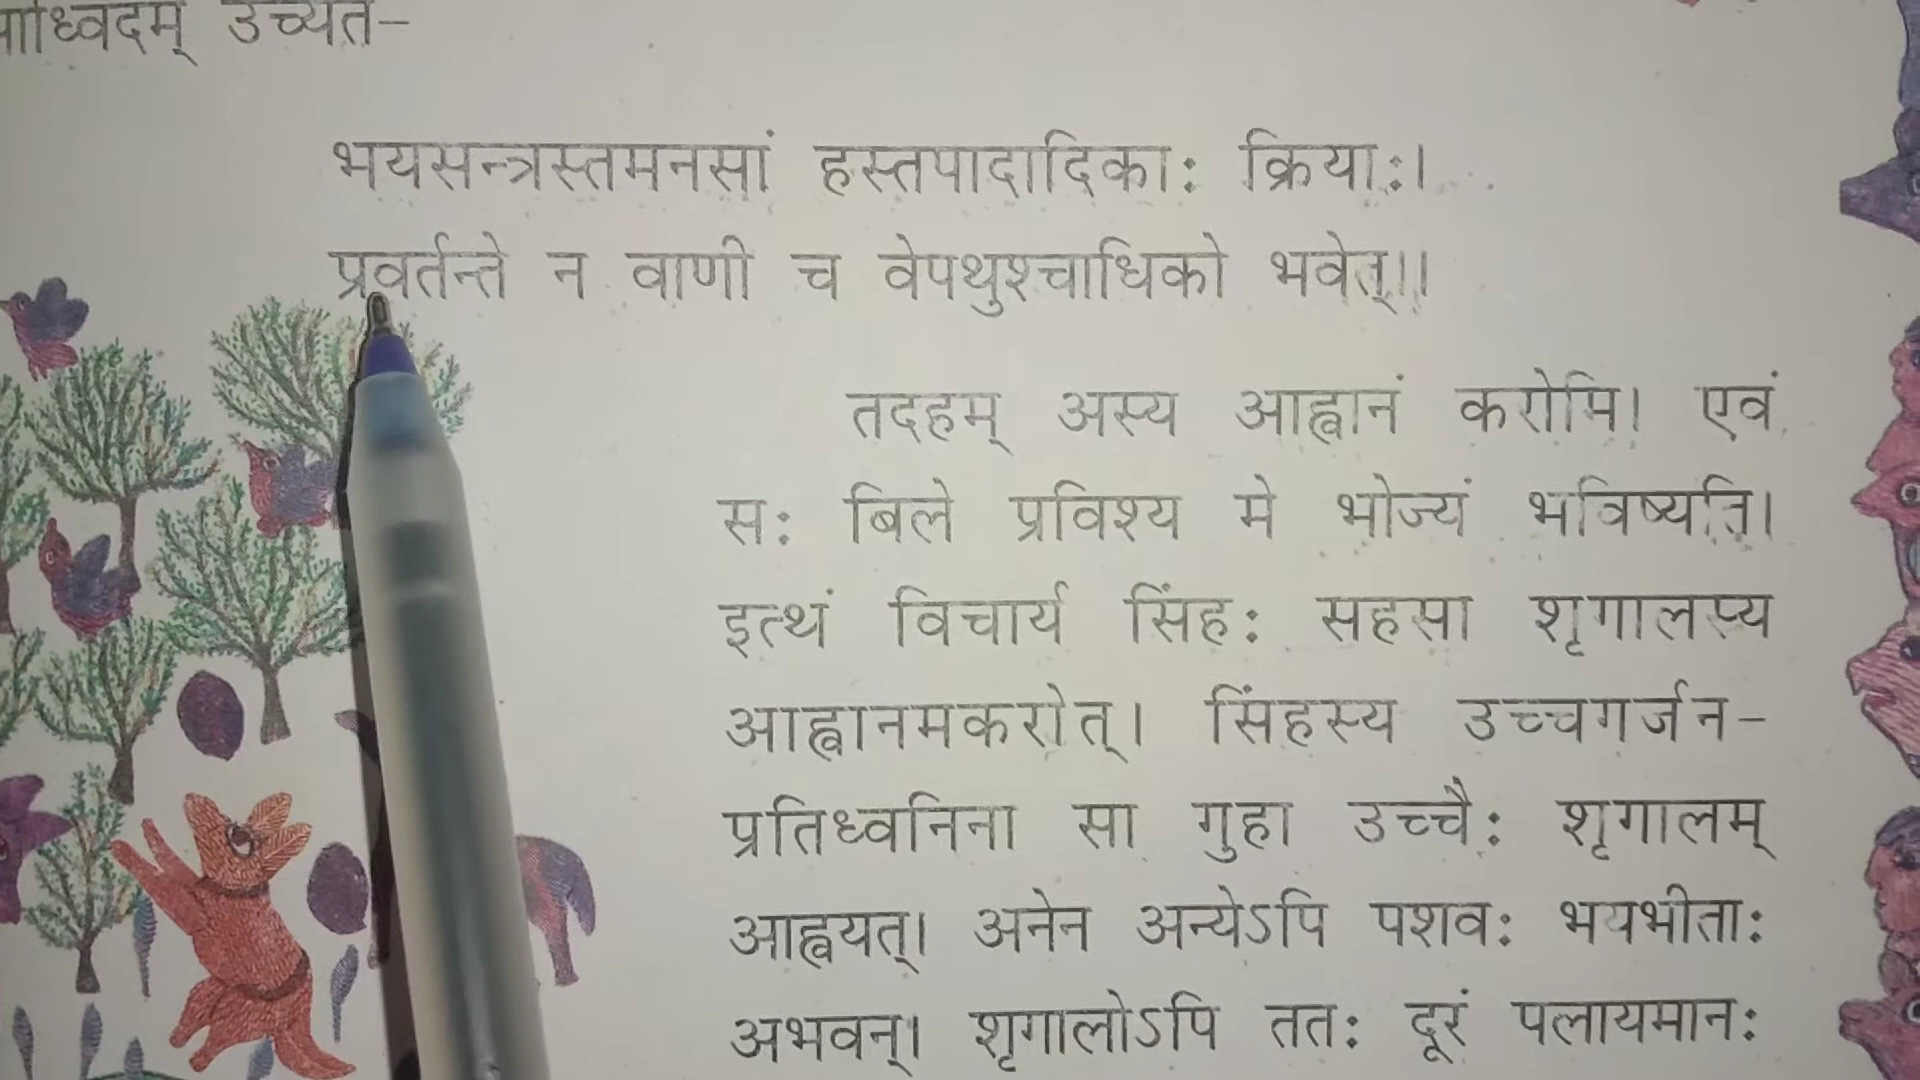 उच्यते–
भयसन्त्रस्तमनसां हस्तपादादिकाः क्रियाः।
प्रवर्तन्ते न वाणी च वेपथुश्चाधिको भवेत्।।
तदहम् अस्य आह्वानं करोमि। एवं
सः बिले प्रविश्य मे भोज्यं भविष्यति।
इत्थं विचार्य सिंहः सहसा शृगालस्य
आह्वानमकरोत्। सिंहस्य उच्चगर्जन–
प्रतिध्वनिना सा गुहा उच्चैः शृगालम्
आह्वयत्। अनेन अन्येऽपि पशवः भयभीताः
अभवन्। शृगालोऽपि ततः दूरं पलायमानः